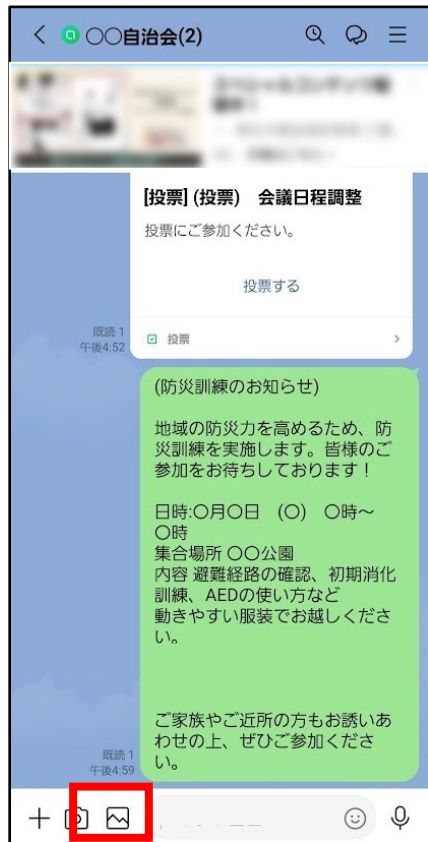 〇〇自治会(2)
[投票] (投票)　会議日程調整
投票にご参加ください。
投票する
既読 1
午後4:52
投票
(防災訓練のお知らせ)
地域の防災力を高めるため、防
災訓練を実施します。皆様のご
参加をお待ちしております！
日時:〇月〇日　(〇)　〇時～
〇時
集合場所 〇〇公園
内容 避難経路の確認、初期消化
訓練、AEDの使い方など
動きやすい服装でお越しくださ
い。
ご家族やご近所の方もお誘いあ
わせの上、ぜひご参加くださ
い。
既読 1
午後4:59